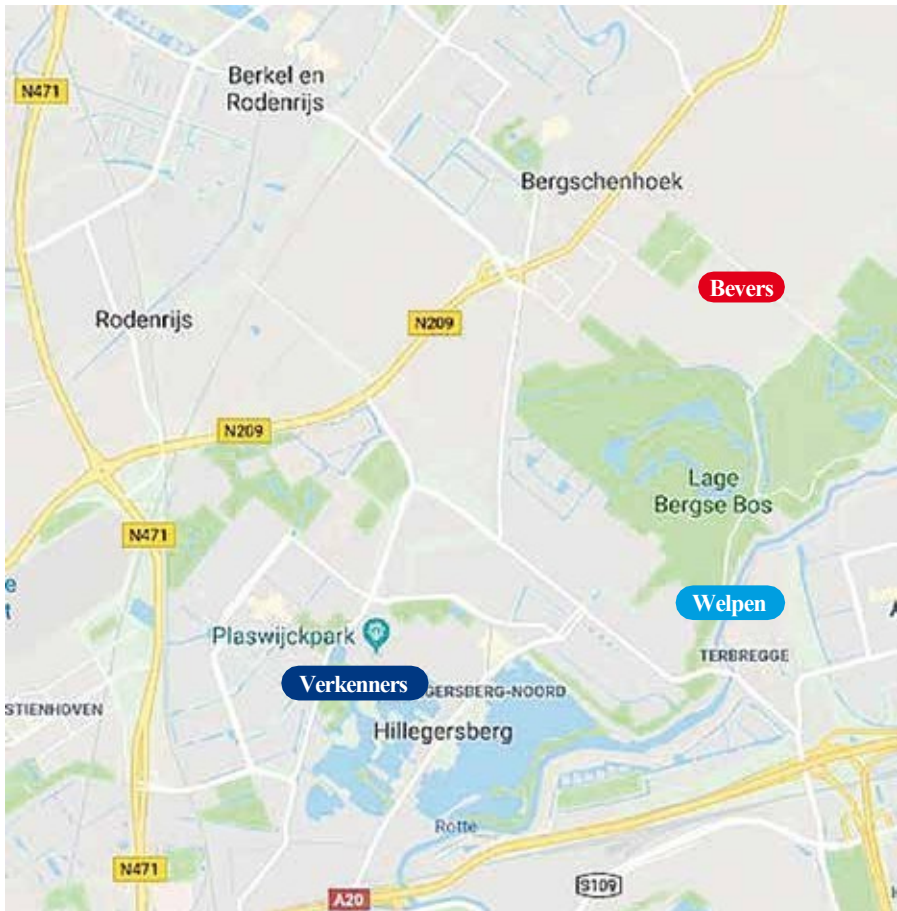 Berkel en
Rodenrijs
N471
Bergschenhoek
Bevers
Rodenrijs
N209
N209
Lage
Bergse Bos
N471
Welpen
Plaswijckpark
TERBREGGE
Verkenners
GERSBERG-NOORD
STIENHOVEN
Hillegersberg
Rotte
N471
A20
S109